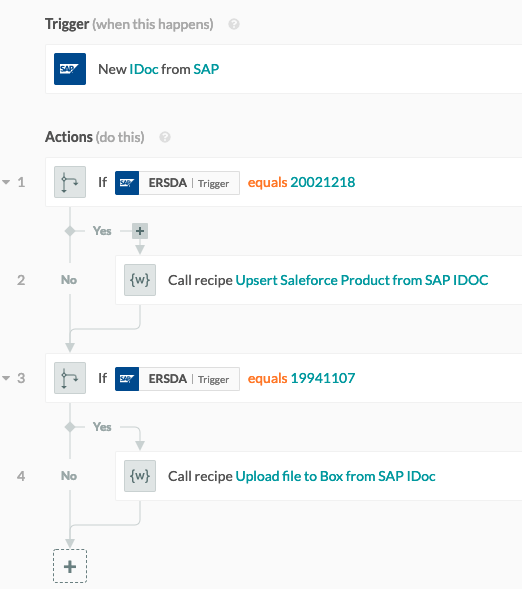 Trigger (when this happens) ?
SAP New IDoc from SAP
Actions (do this) ?
1 If SAP ERSDA | Trigger equals 20021218
Yes +
2 No {w} Call recipe Upsert Saleforce Product from SAP IDOC
3 If SAP ERSDA | Trigger equals 19941107
Yes
4 No {w} Call recipe Upload file to Box from SAP IDoc
+